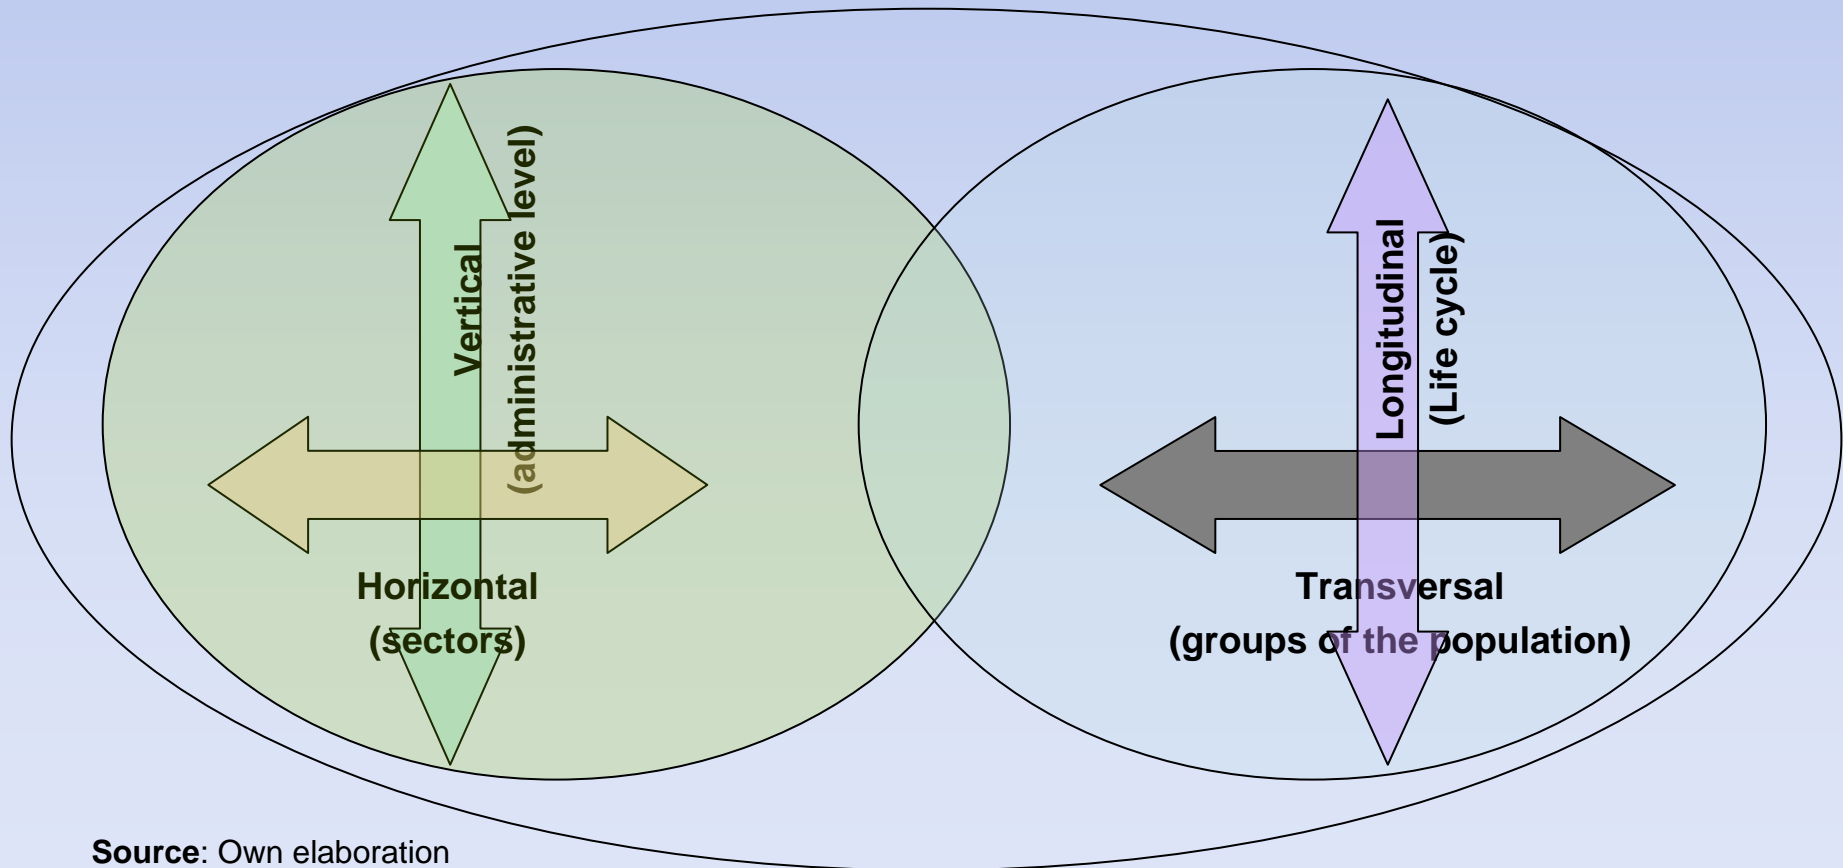 Vertical
(administrative level)
Horizontal
(sectors)
Longitudinal
(Life cycle)
Transversal
(groups of the population)
Source: Own elaboration